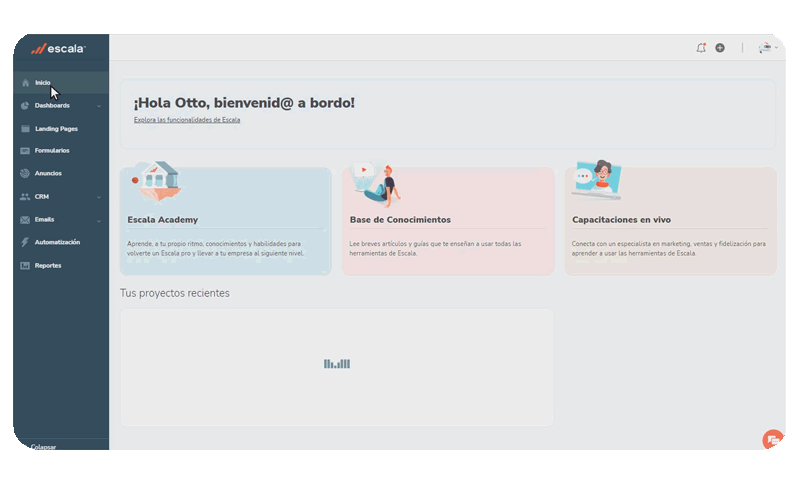 escala
Inicio
Dashboards
Landing Pages
Formularios
Anuncios
CRM
Emails
Automatización
Reportes
Colapsar
¡Hola Otto, bienvenid@ a bordo!
Explora las funcionalidades de Escala
Escala Academy
Aprende, a tu propio ritmo, conocimientos y habilidades para
volverte un Escala pro y llevar a tu empresa al siguiente nivel.
Base de Conocimientos
Lee breves artículos y guías que te enseñan a usar todas las
herramientas de Escala.
Capacitaciones en vivo
Conecta con un especialista en marketing, ventas y fidelización para
aprender a usar las herramientas de Escala.
Tus proyectos recientes